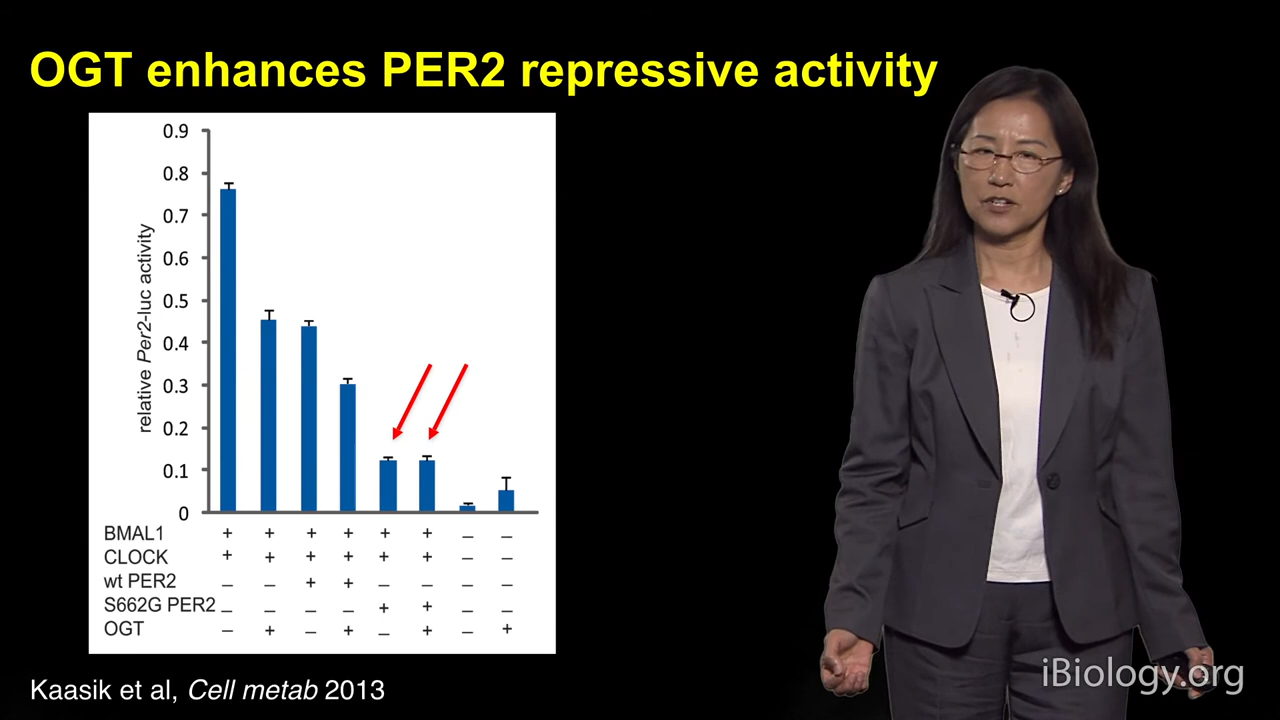 OGT enhances PER2 repressive activity
relative Per2-luc activity
0.9
0.8
0.7
0.6
0.5
0.4
0.3
0.2
0.1
0
BMAL1 + + + + + + – –
CLOCK + + + + + + – –
wt PER2 – – + + – – – –
S662G PER2 – – – – + + – –
OGT – + – + – + – +
Kaasik et al, Cell metab 2013
iBiology.org